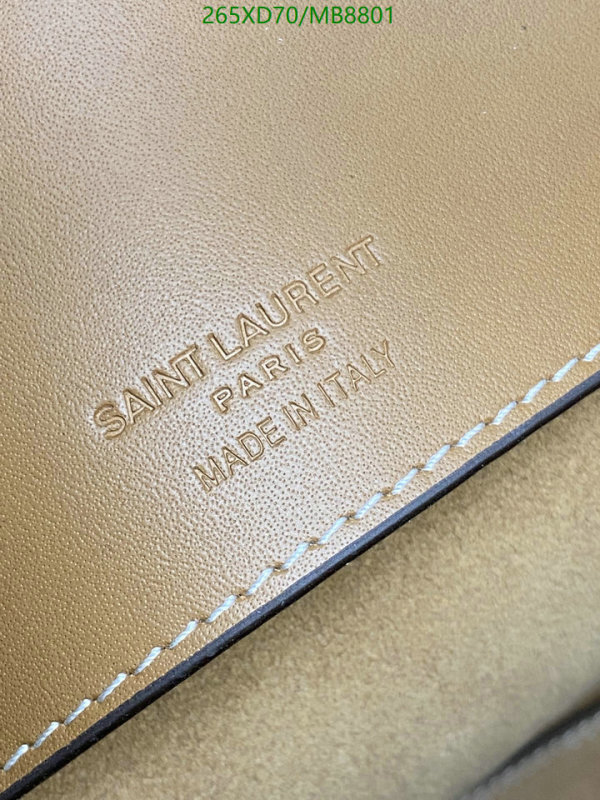 265XD70/MB8801
SAINT LAURENT
PARIS
MADE IN ITALY